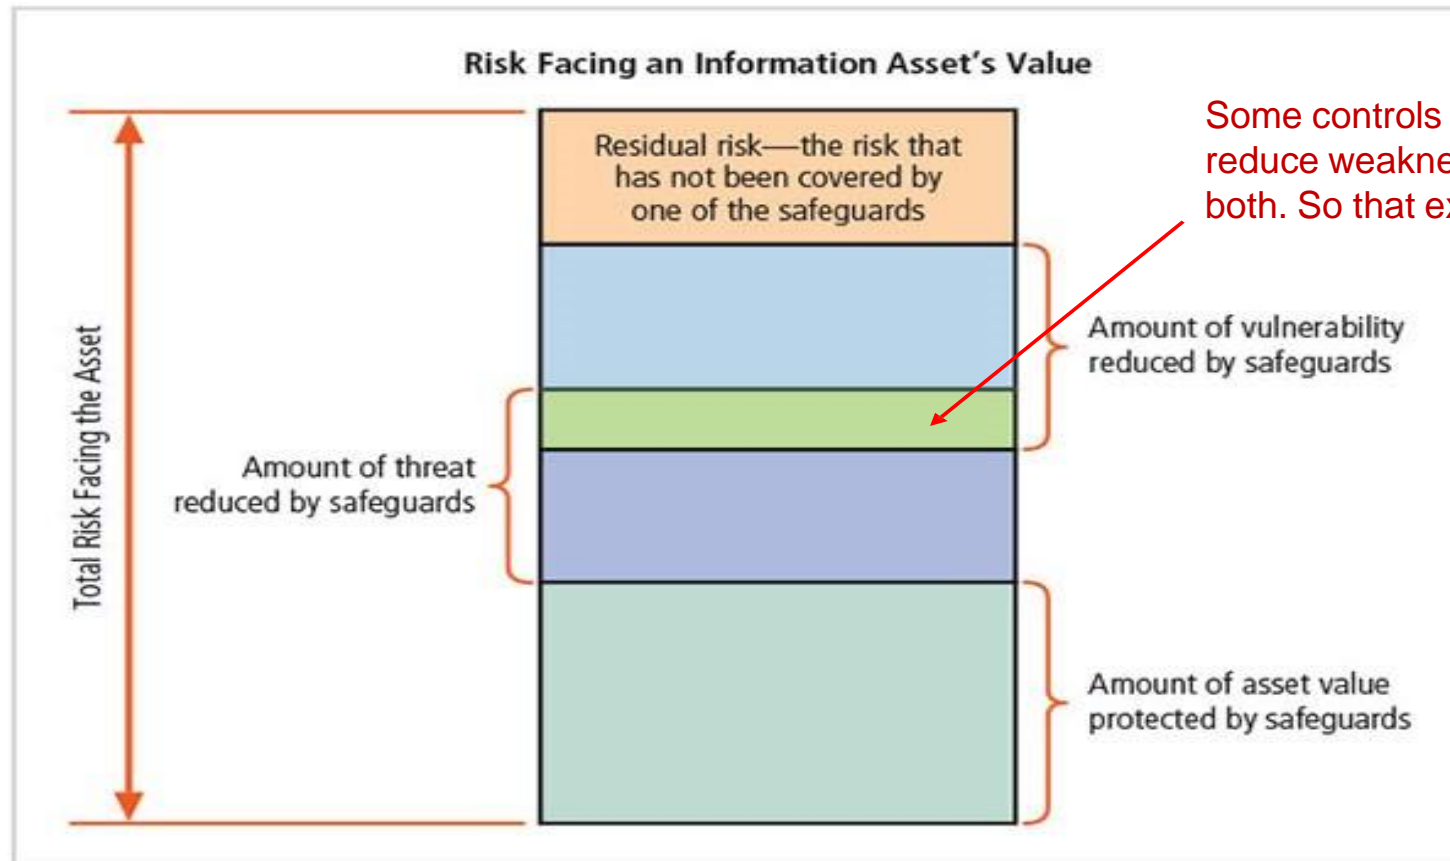 Risk Facing an Information Asset's Value
Some controls
reduce weakne
both. So that ex
Residual risk—the risk that
has not been covered by
one of the safeguards
Amount of vulnerability
reduced by safeguards
Total Risk Facing the Asset
Amount of threat
reduced by safeguards
Amount of asset value
protected by safeguards